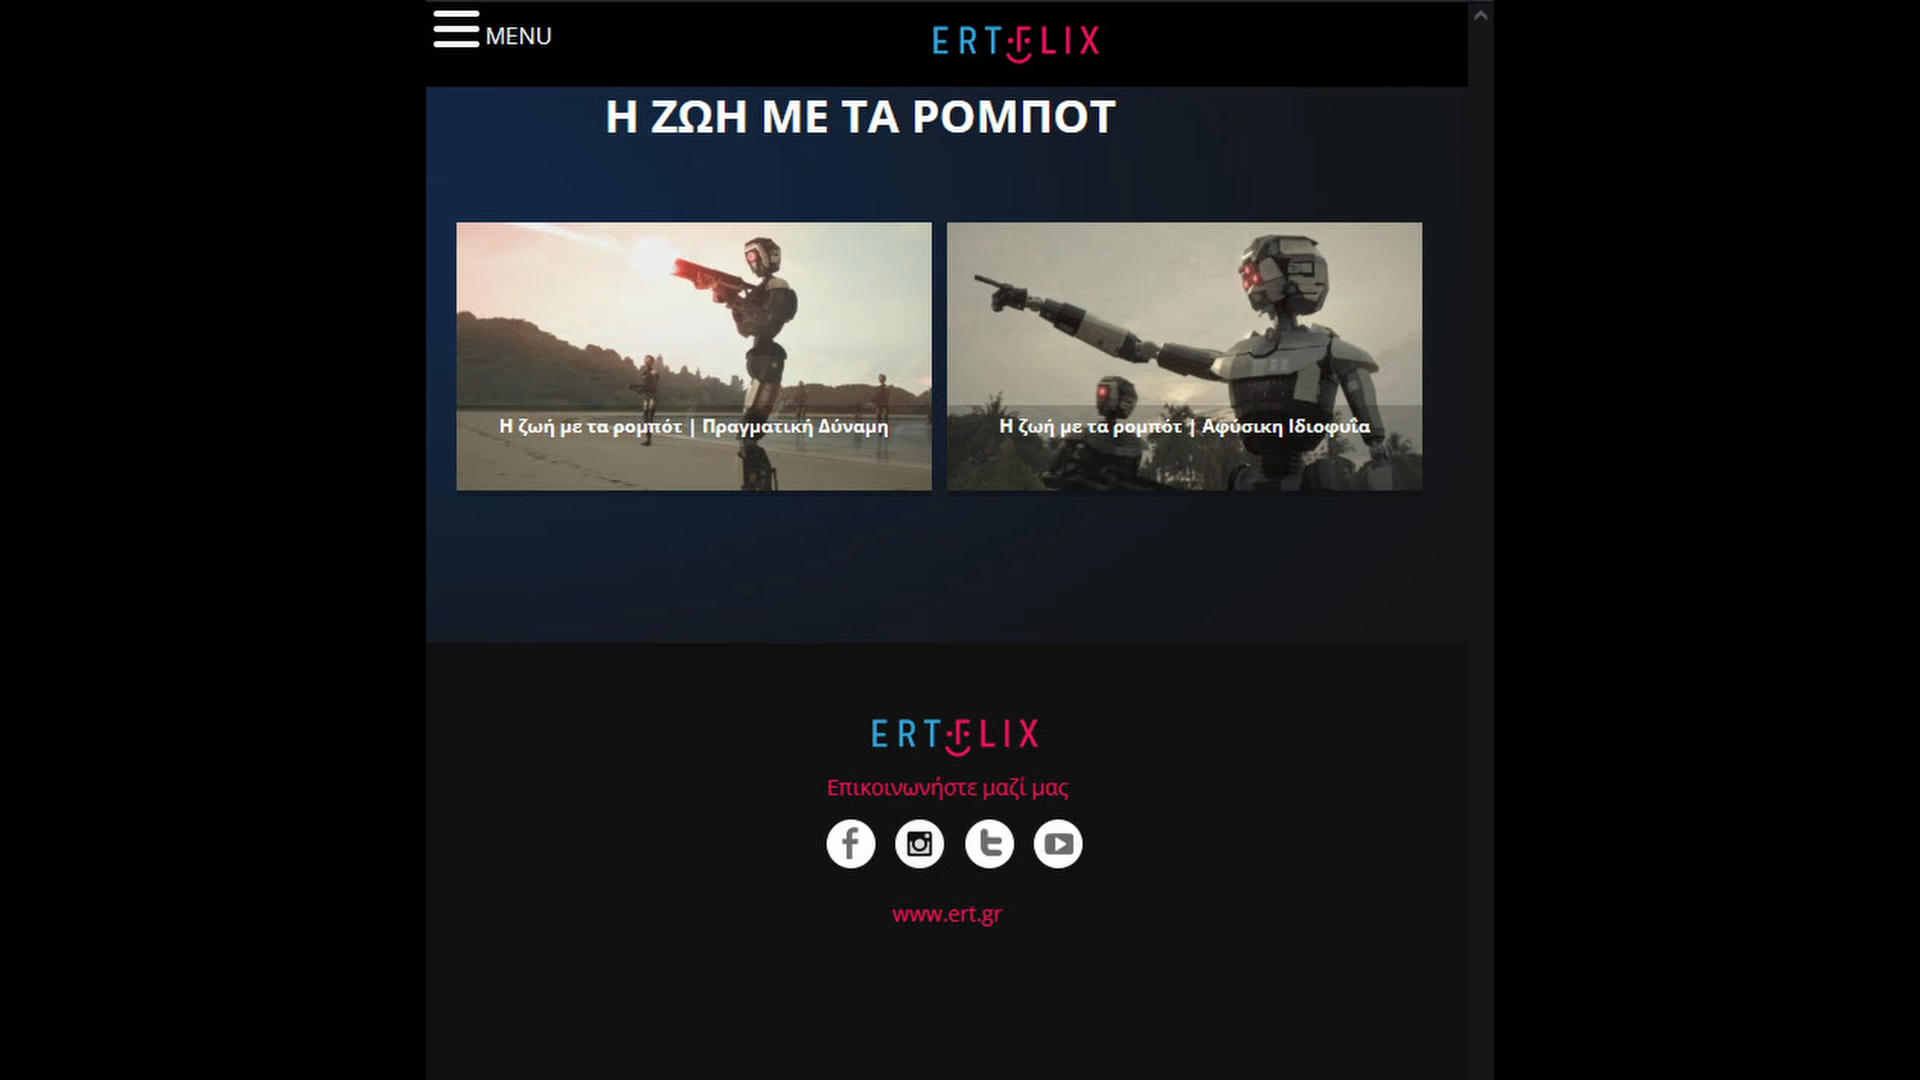 MENU
ERTFLIX
Η ΖΩΗ ΜΕ ΤΑ ΡΟΜΠΟΤ
Η ζωή με τα ρομπότ | Πραγματική Δύναμη
Η ζωή με τα ρομπότ | Αφύσικη Ιδιοφυΐα
ERTFLIX
Επικοινωνήστε μαζί μας
www.ert.gr